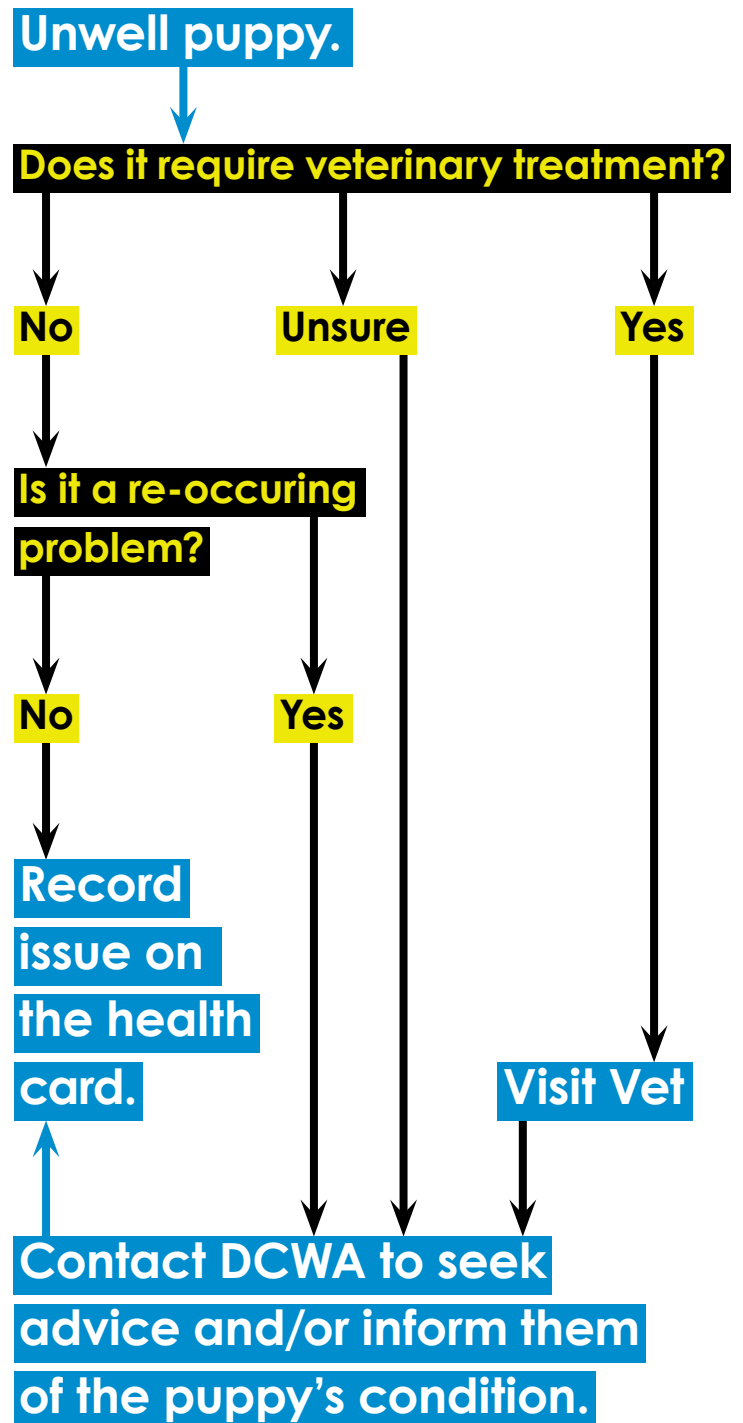 Unwell puppy.
Does it require veterinary treatment?
No
Unsure
Yes
Is it a re-occuring
problem?
No
Yes
Record
issue on
the health
card.
Visit Vet
Contact DCWA to seek
advice and/or inform them
of the puppy’s condition.